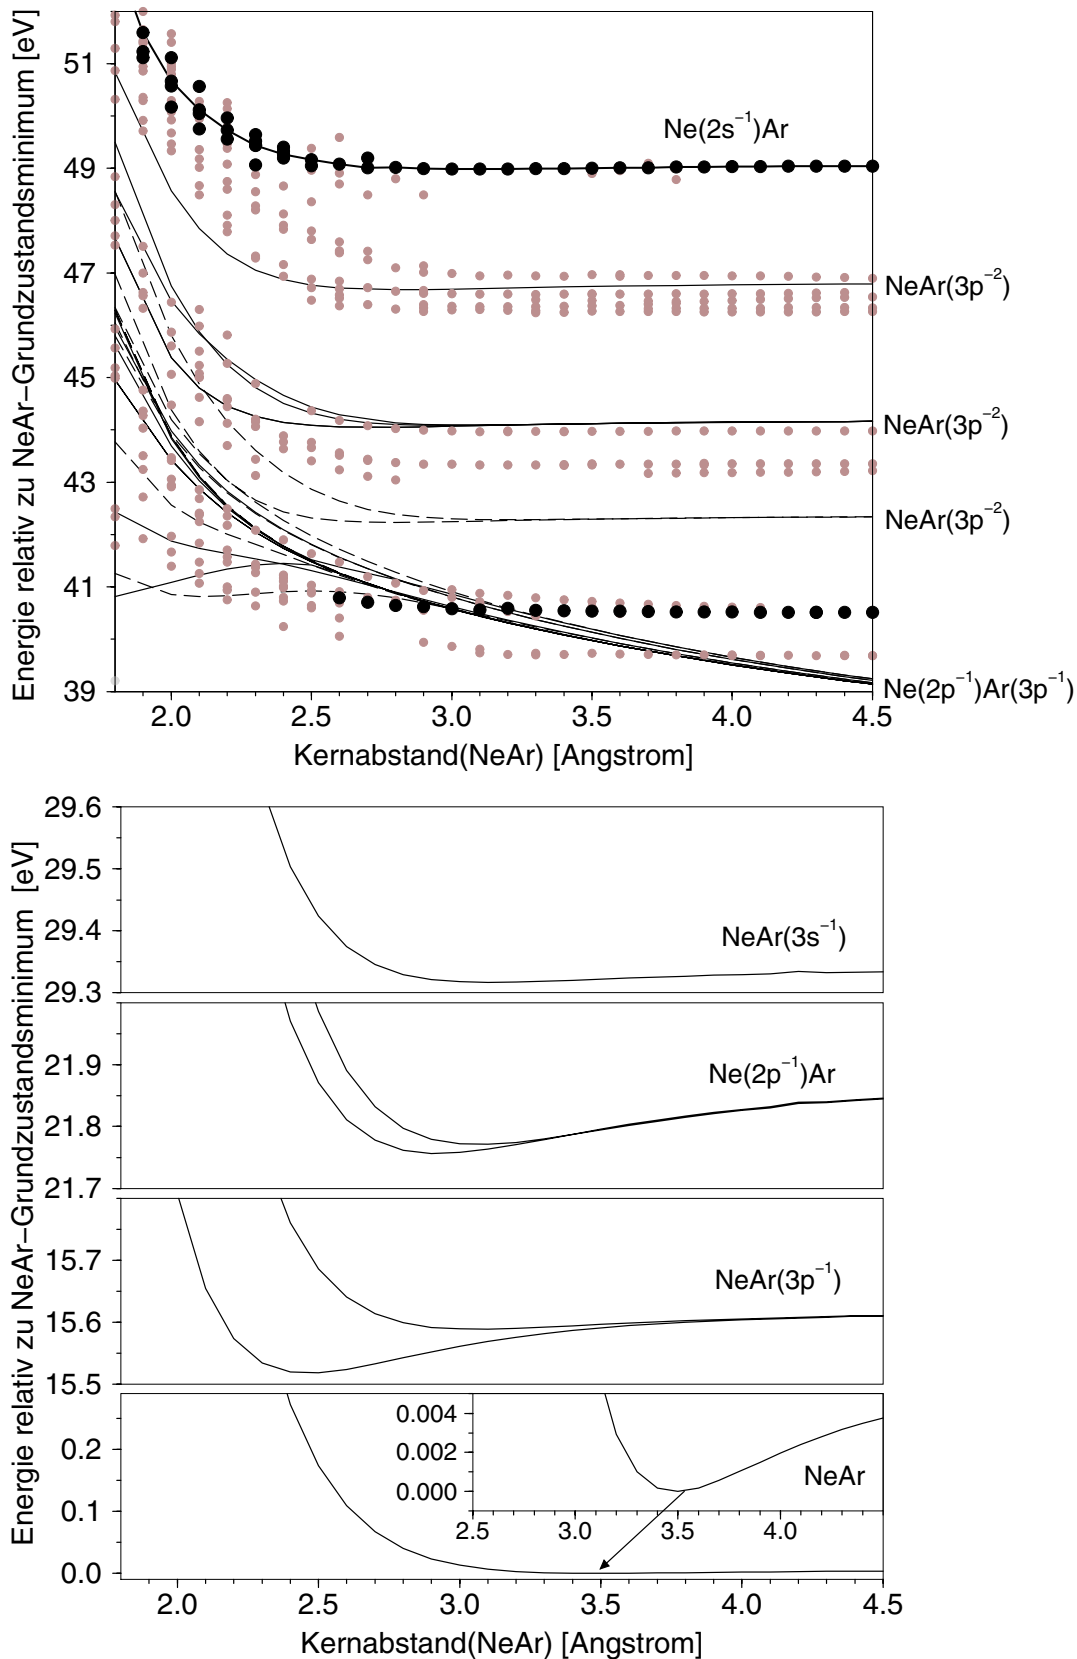 Energie relativ zu NeAr−Grundzustandsminimum [eV]
51
49
47
45
43
41
39
Ne(2s⁻¹)Ar
NeAr(3p⁻²)
NeAr(3p⁻²)
NeAr(3p⁻²)
Ne(2p⁻¹)Ar(3p⁻¹)
2.0 2.5 3.0 3.5 4.0 4.5
Kernabstand(NeAr) [Angstrom]
Energie relativ zu NeAr−Grundzustandsminimum [eV]
29.6
29.5
29.4
29.3
NeAr(3s⁻¹)
21.9
21.8
21.7
Ne(2p⁻¹)Ar
15.7
15.6
15.5
NeAr(3p⁻¹)
0.2
0.1
0.0
0.004
0.002
0.000
NeAr
2.5 3.0 3.5 4.0
2.0 2.5 3.0 3.5 4.0 4.5
Kernabstand(NeAr) [Angstrom]